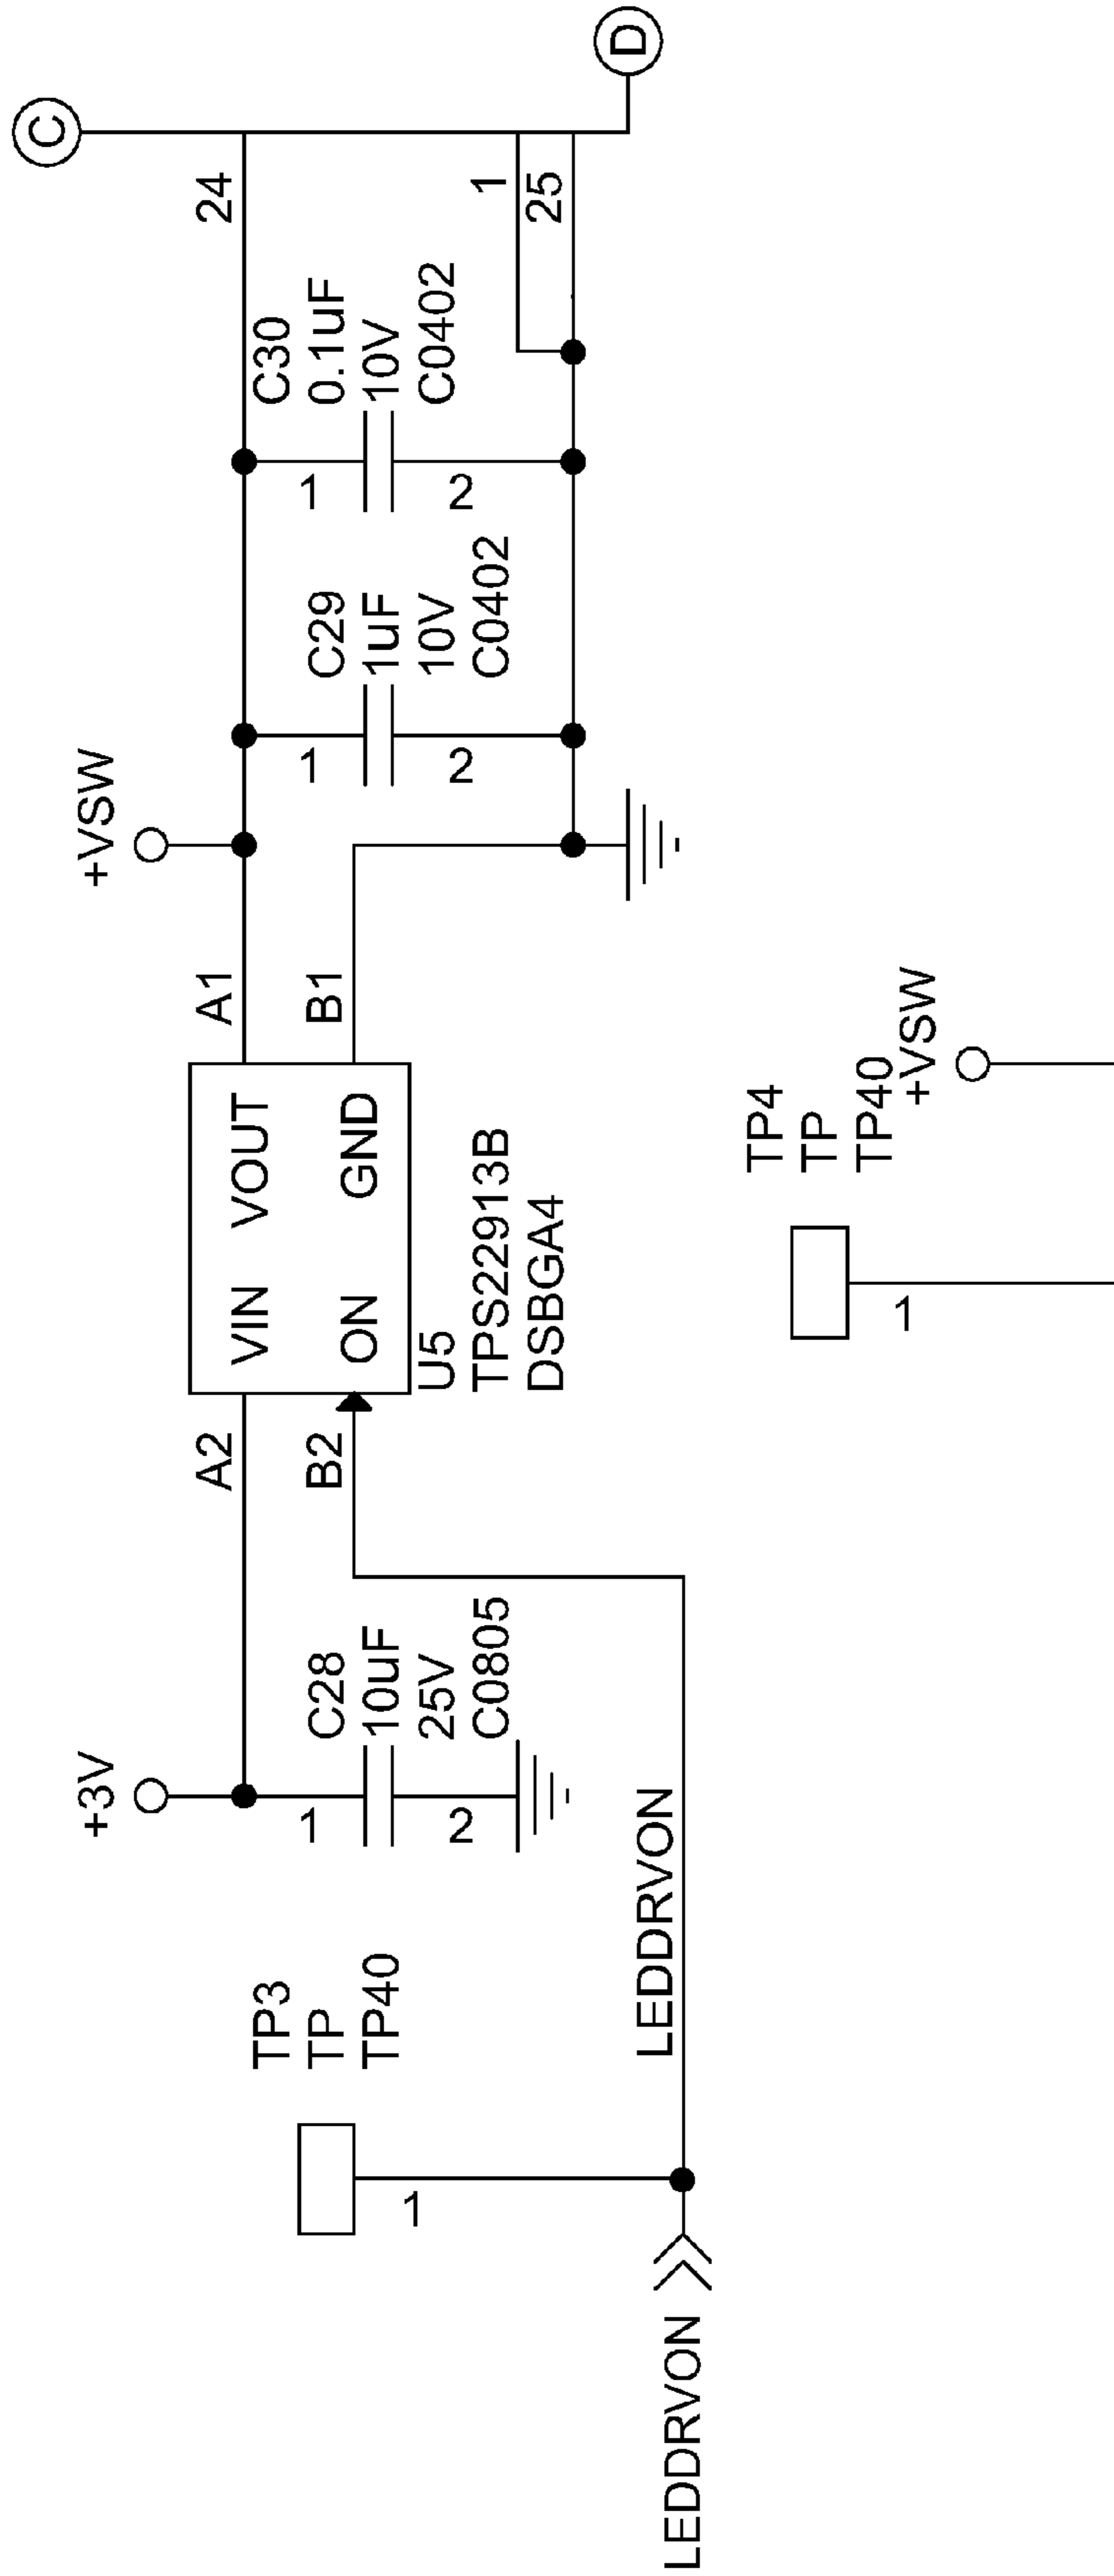 +3V
+VSW
C
TP3
TP
TP40
1
1
C28
10uF
25V
C0805
2
A2
B2
VIN VOUT
ON GND
U5
TPS22913B
DSBGA4
A1
B1
1
C29
1uF
10V
C0402
2
1
C30
0.1uF
10V
C0402
2
24
1
25
D
LEDDRVON
LEDDRVON
TP4
TP
TP40
1
+VSW